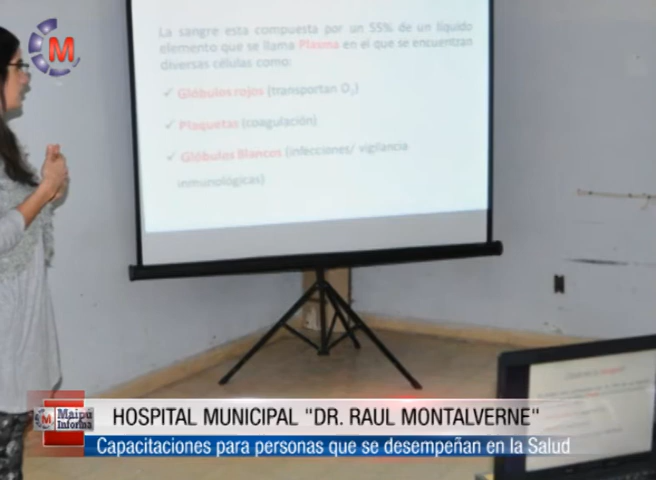 La sangre esta compuesta por un 55% de un líquido
elemento que se llama Plasma en el que se encuentran
diversas células como:
✓ Glóbulos rojos (transportan O₂)
✓ Plaquetas (coagulación)
✓ Glóbulos Blancos (infecciones/ vigilancia
inmunológicas)
M
M Maipú
Informa
HOSPITAL MUNICIPAL "DR. RAUL MONTALVERNE"
Capacitaciones para personas que se desempeñan en la Salud